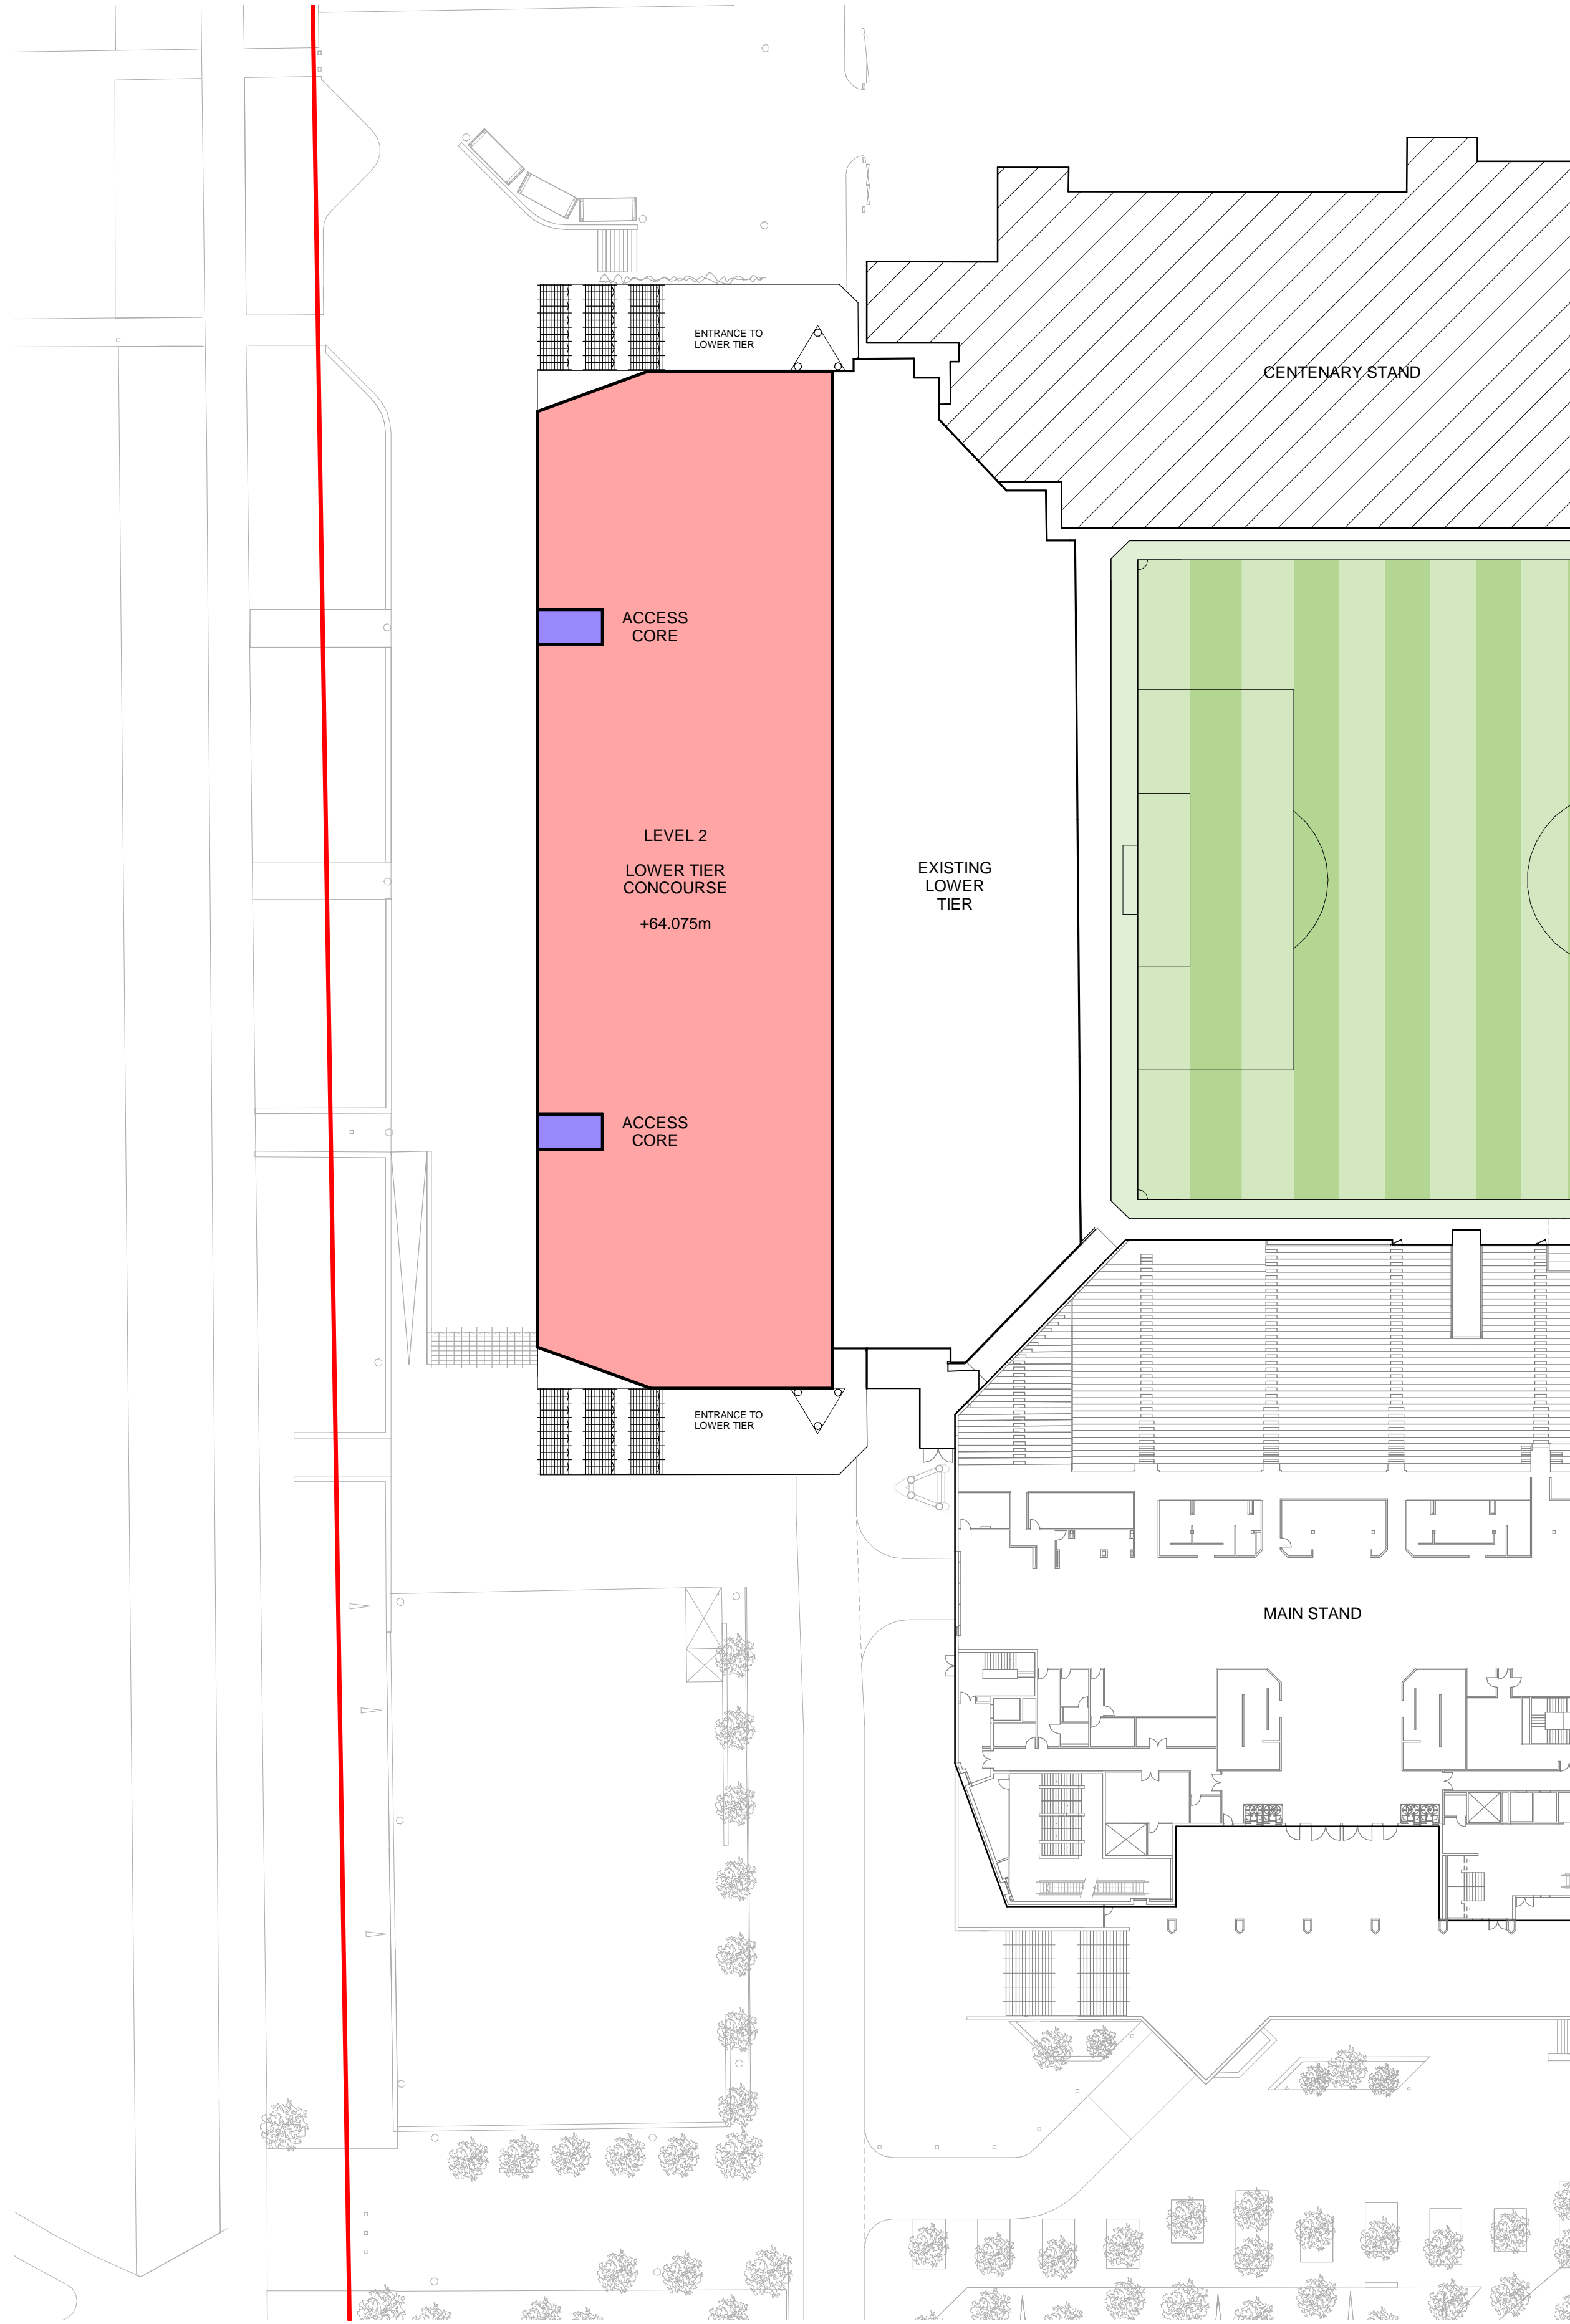 ENTRANCE TO
LOWER TIER
CENTENARY STAND
ACCESS
CORE
LEVEL 2
LOWER TIER
CONCOURSE
+64.075m
EXISTING
LOWER
TIER
ACCESS
CORE
ENTRANCE TO
LOWER TIER
MAIN STAND